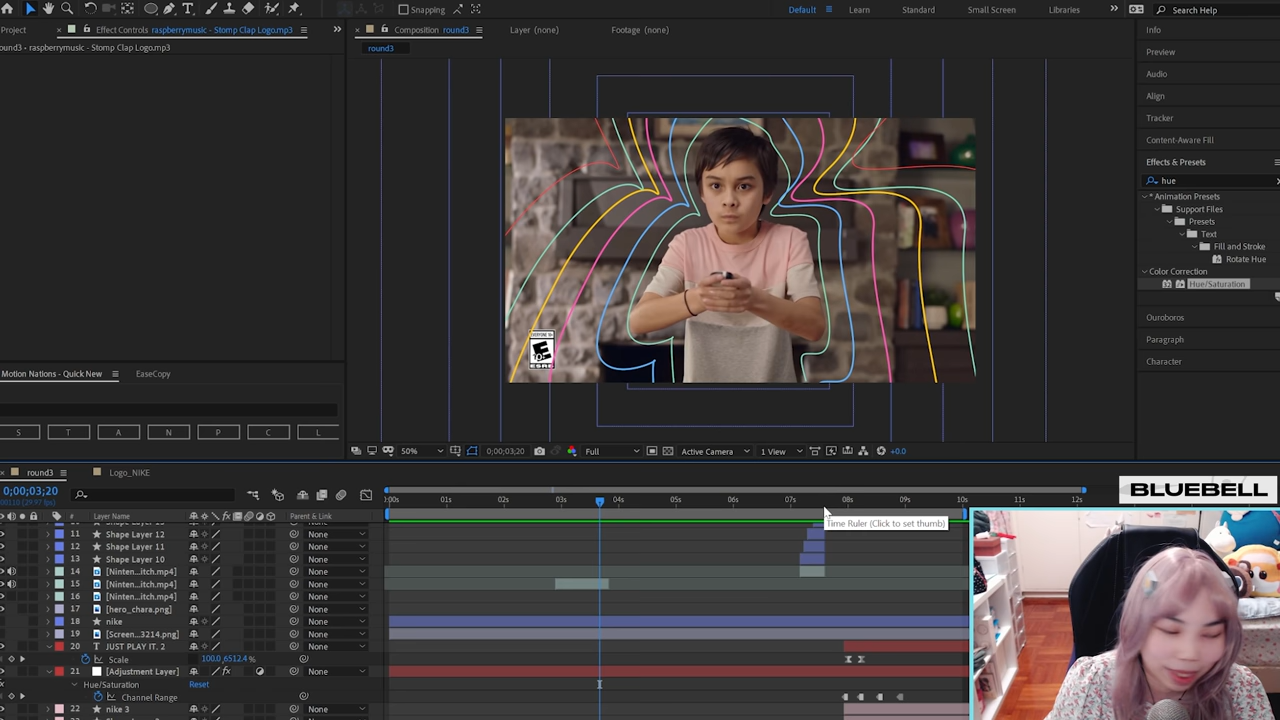 Snapping
Default
Learn
Standard
Small Screen
Libraries
Search Help
Project
Effect Controls raspberrymusic - Stomp Clap Logo.mp3
Composition round3
Layer (none)
Footage (none)
Info
ound3 • raspberrymusic - Stomp Clap Logo.mp3
round3
Preview
Audio
Align
Tracker
Content-Aware Fill
Effects & Presets
hue
* Animation Presets
Support Files
Presets
Text
Fill and Stroke
Rotate Hue
Color Correction
Hue/Saturation
Ouroboros
Paragraph
Character
E
ESRB
Motion Nations - Quick New
EaseCopy
S
T
A
N
P
C
L
50%
0;00;03;20
Full
Active Camera
1 View
+0.0
round3
Logo_NIKE
0;00;03;20
BLUEBELL
:00s 01s 02s 03s 04s 05s 06s 07s 08s 09s 10s 11s 12s
# Layer Name
Parent & Link
Time Ruler (Click to set thumb)
11 Shape Layer 12 None
12 Shape Layer 11 None
13 Shape Layer 10 None
14 [Ninten...itch.mp4] None
15 [Ninten...itch.mp4] None
16 [Ninten...itch.mp4] None
17 [hero_chara.png] None
18 nike None
19 [Screen...3214.png] None
20 T JUST PLAY IT. 2 None
Scale 100.0,6512.4%
21 [Adjustment Layer] fx None
Hue/Saturation Reset
Channel Range
22 nike 3 None